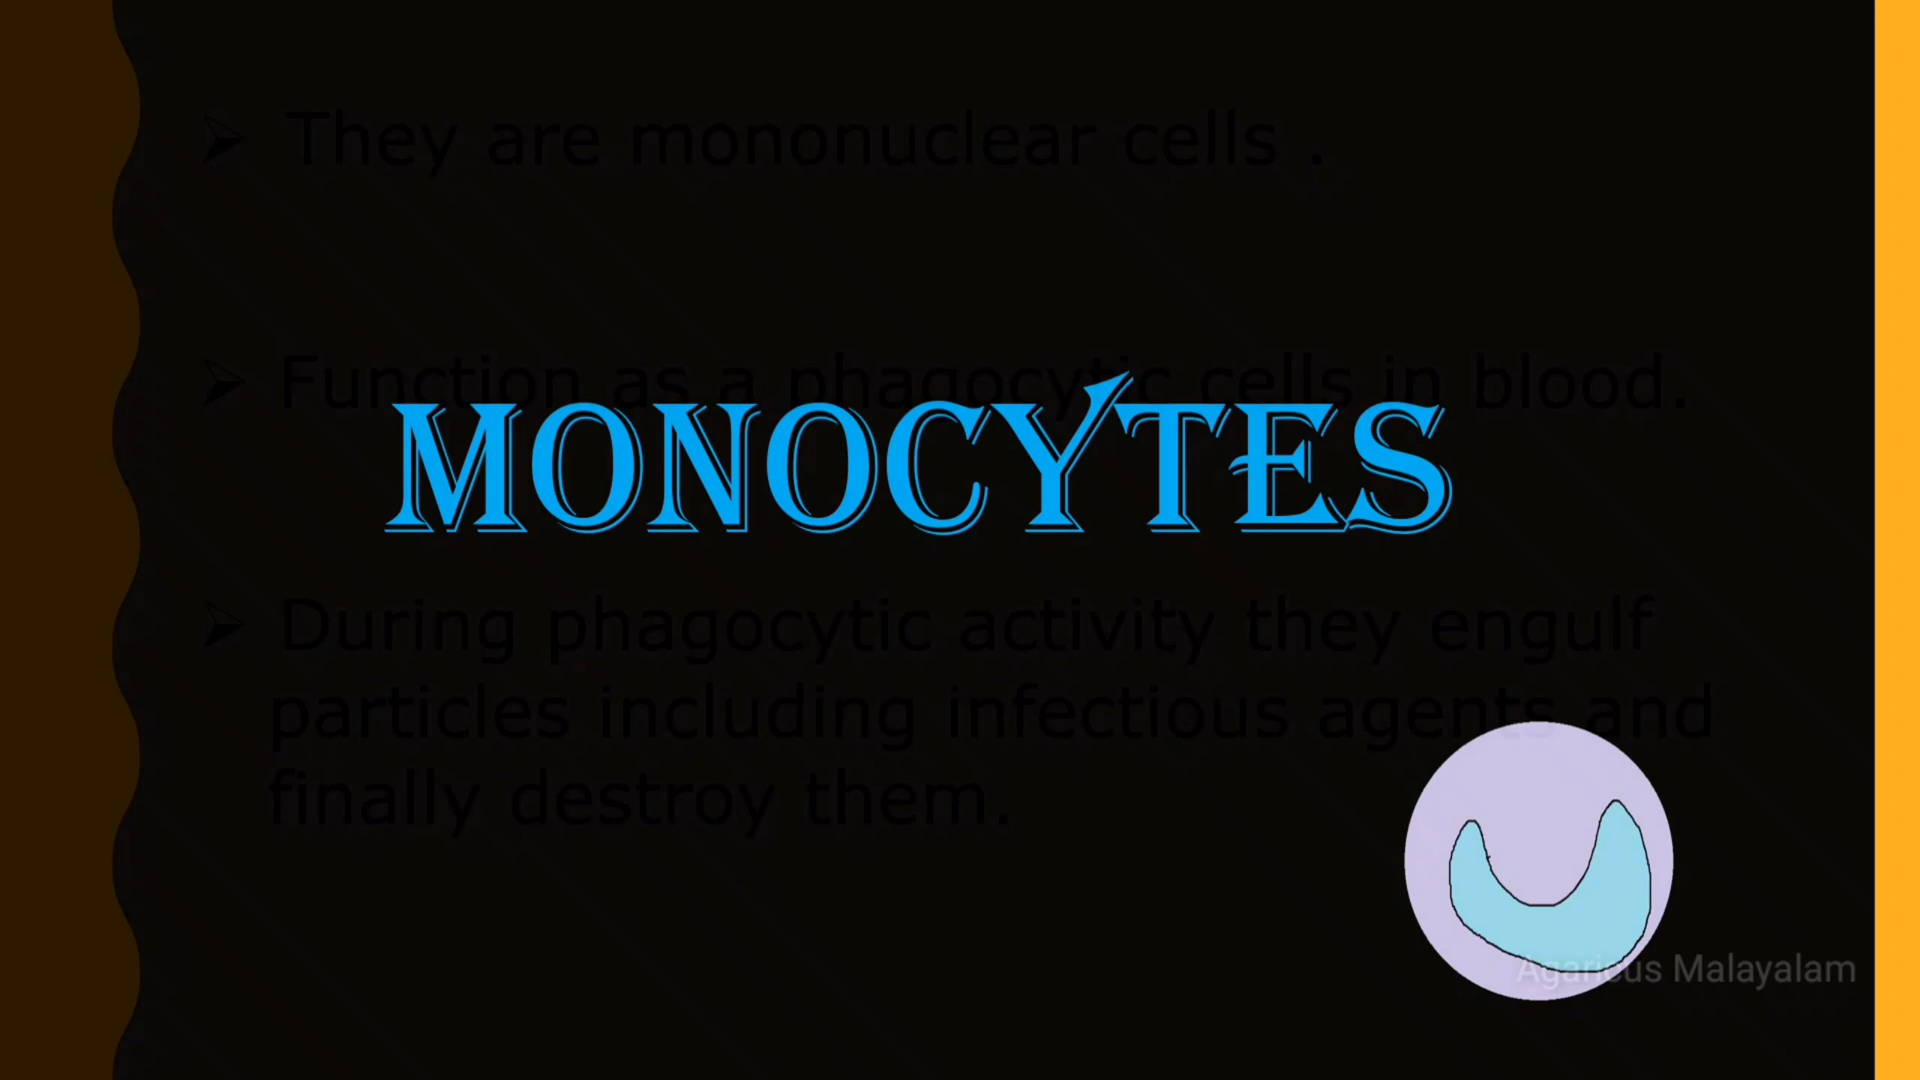 ➤ They are mononuclear cells .
➤ Function as a phagocytic cells in blood.
MONOCYTES
➤ During phagocytic activity they engulf
particles including infectious agents and
finally destroy them.
Agaricus Malayalam